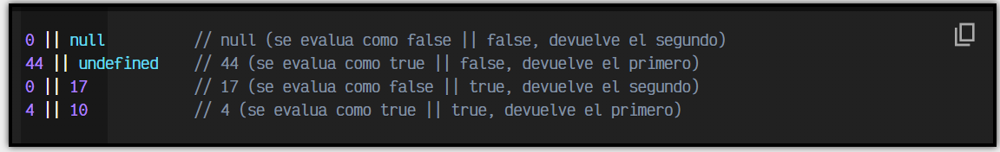 0 || null          // null (se evalua como false || false, devuelve el segundo)
44 || undefined    // 44 (se evalua como true || false, devuelve el primero)
0 || 17            // 17 (se evalua como false || true, devuelve el segundo)
4 || 10            // 4 (se evalua como true || true, devuelve el primero)